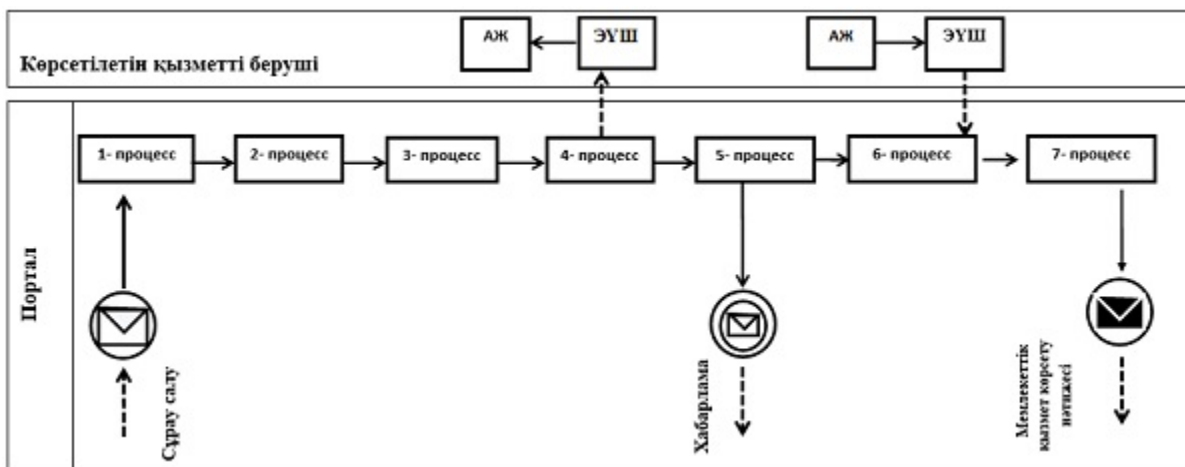 АЖ
ЭҮШ
АЖ
ЭҮШ
Көрсетілетін қызметті беруші
1- процесс
2- процесс
3- процесс
4- процесс
5- процесс
6- процесс
7- процесс
Портал
Сұрау салу
Хабарлама
Мемлекеттік
қызмет көрсету
нәтижесі